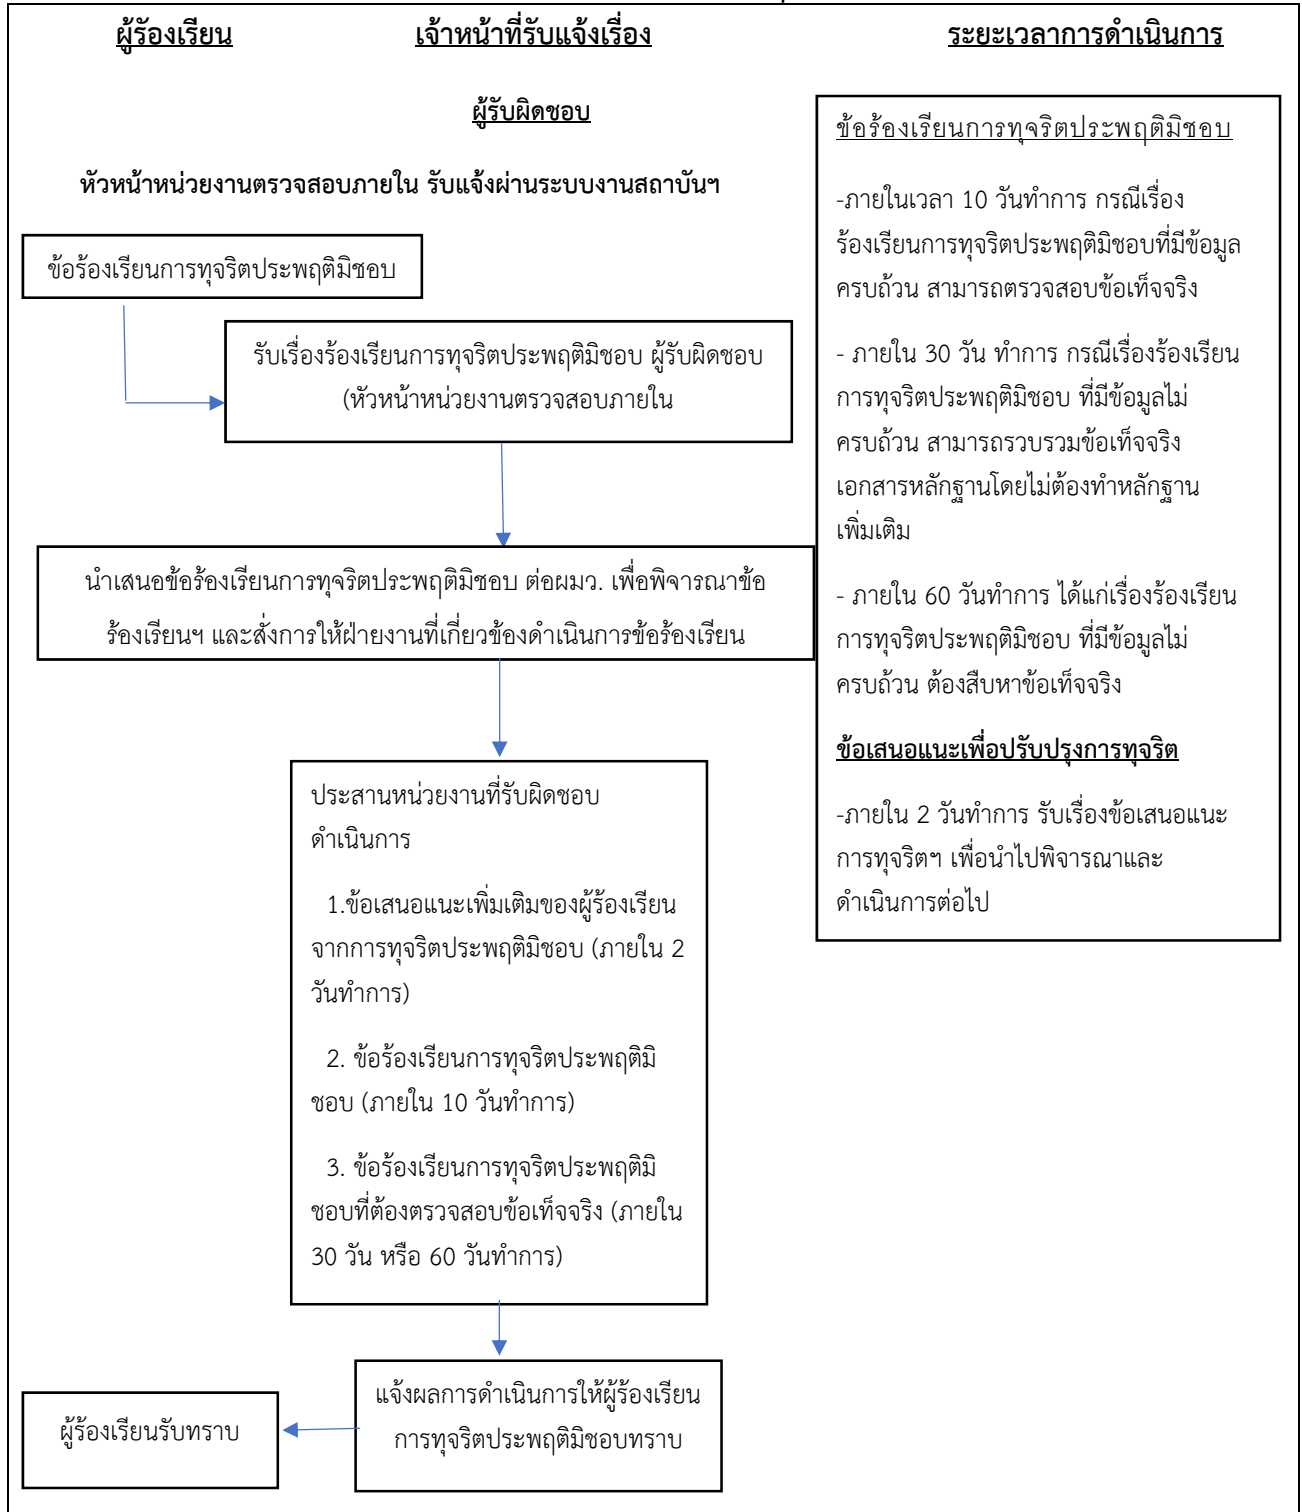 ผู้ร้องเรียน เจ้าหน้าที่รับแจ้งเรื่อง ระยะเวลาการดำเนินการ
ผู้รับผิดชอบ
หัวหน้าหน่วยงานตรวจสอบภายใน รับแจ้งผ่านระบบงานสถาบันฯ
ข้อร้องเรียนการทุจริตประพฤติมิชอบ
รับเรื่องร้องเรียนการทุจริตประพฤติมิชอบ ผู้รับผิดชอบ
(หัวหน้าหน่วยงานตรวจสอบภายใน
นำเสนอข้อร้องเรียนการทุจริตประพฤติมิชอบ ต่อผมว. เพื่อพิจารณาข้อ
ร้องเรียนฯ และสั่งการให้ฝ่ายงานที่เกี่ยวข้องดำเนินการข้อร้องเรียน
ประสานหน่วยงานที่รับผิดชอบ
ดำเนินการ
1.ข้อเสนอแนะเพิ่มเติมของผู้ร้องเรียน
จากการทุจริตประพฤติมิชอบ (ภายใน 2
วันทำการ)
2. ข้อร้องเรียนการทุจริตประพฤติมิ
ชอบ (ภายใน 10 วันทำการ)
3. ข้อร้องเรียนการทุจริตประพฤติมิ
ชอบที่ต้องตรวจสอบข้อเท็จจริง (ภายใน
30 วัน หรือ 60 วันทำการ)
แจ้งผลการดำเนินการให้ผู้ร้องเรียน
การทุจริตประพฤติมิชอบทราบ
ผู้ร้องเรียนรับทราบ
ข้อร้องเรียนการทุจริตประพฤติมิชอบ
-ภายในเวลา 10 วันทำการ กรณีเรื่อง
ร้องเรียนการทุจริตประพฤติมิชอบที่มีข้อมูล
ครบถ้วน สามารถตรวจสอบข้อเท็จจริง
- ภายใน 30 วัน ทำการ กรณีเรื่องร้องเรียน
การทุจริตประพฤติมิชอบ ที่มีข้อมูลไม่
ครบถ้วน สามารถรวบรวมข้อเท็จจริง
เอกสารหลักฐานโดยไม่ต้องทำหลักฐาน
เพิ่มเติม
- ภายใน 60 วันทำการ ได้แก่เรื่องร้องเรียน
การทุจริตประพฤติมิชอบ ที่มีข้อมูลไม่
ครบถ้วน ต้องสืบหาข้อเท็จจริง
ข้อเสนอแนะเพื่อปรับปรุงการทุจริต
-ภายใน 2 วันทำการ รับเรื่องข้อเสนอแนะ
การทุจริตฯ เพื่อนำไปพิจารณาและ
ดำเนินการต่อไป